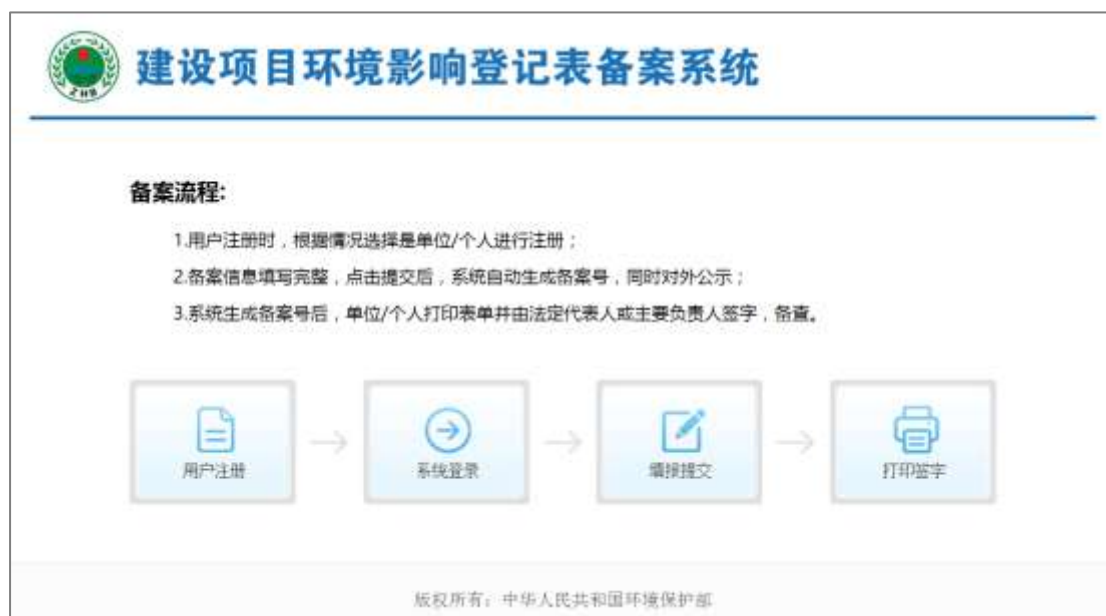 ZHB
建设项目环境影响登记表备案系统
备案流程:
1.用户注册时，根据情况选择是单位/个人进行注册；
2.备案信息填写完整，点击提交后，系统自动生成备案号，同时对外公示；
3.系统生成备案号后，单位/个人打印表单并由法定代表人或主要负责人签字，备查。
用户注册
系统登录
填报提交
打印签字
版权所有：中华人民共和国环境保护部